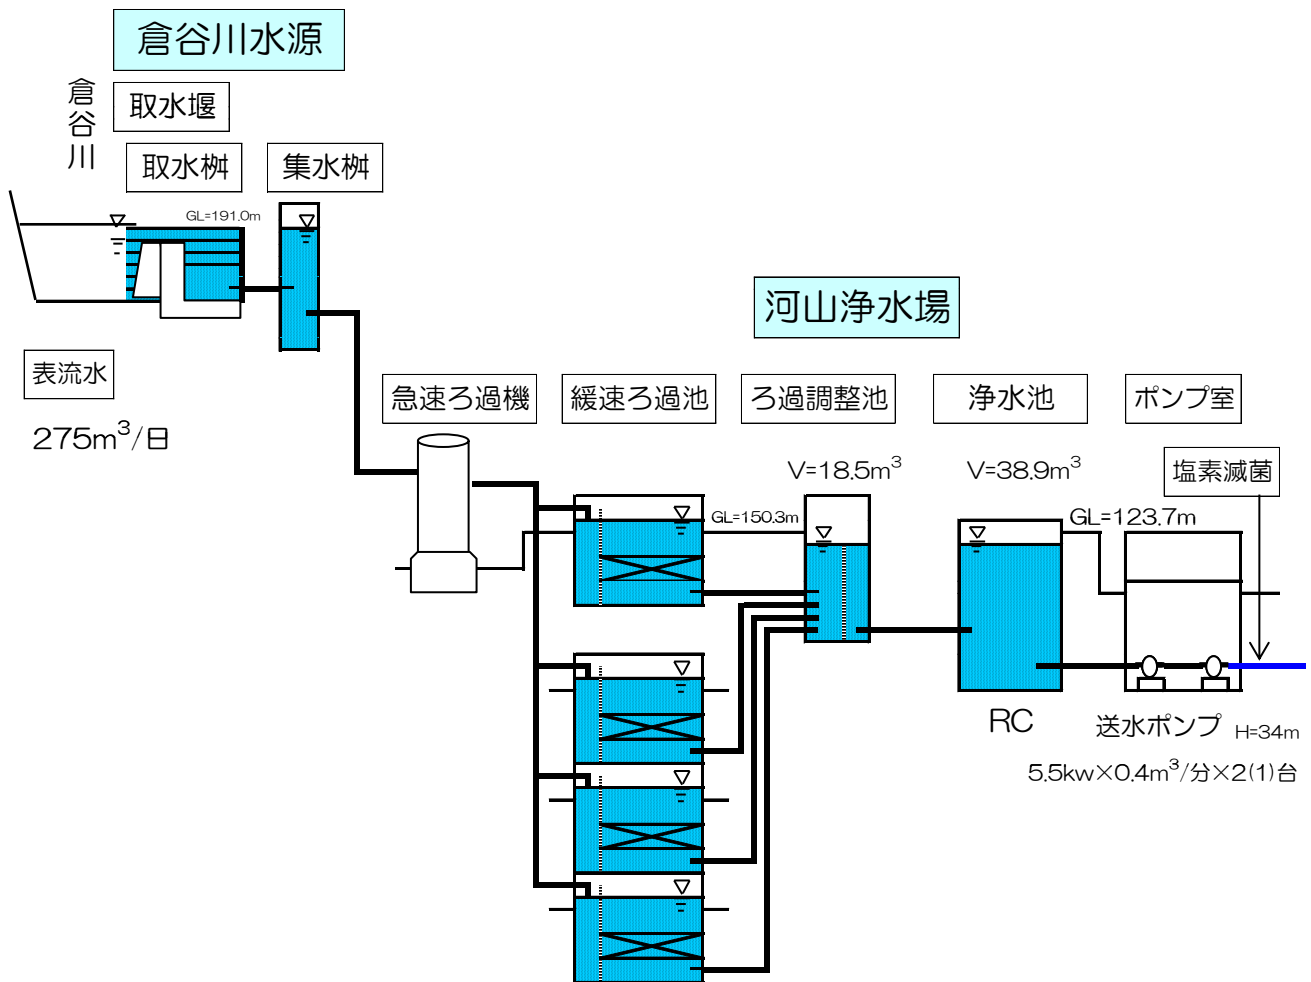 倉谷川水源
倉谷川
取水堰
取水桝
集水桝
GL=191.0m
表流水
275m³/日
河山浄水場
急速ろ過機
緩速ろ過池
ろ過調整池
浄水池
ポンプ室
V=18.5m³
V=38.9m³
塩素滅菌
GL=150.3m
GL=123.7m
RC
送水ポンプ H=34m
5.5kw×0.4m³/分×2(1)台